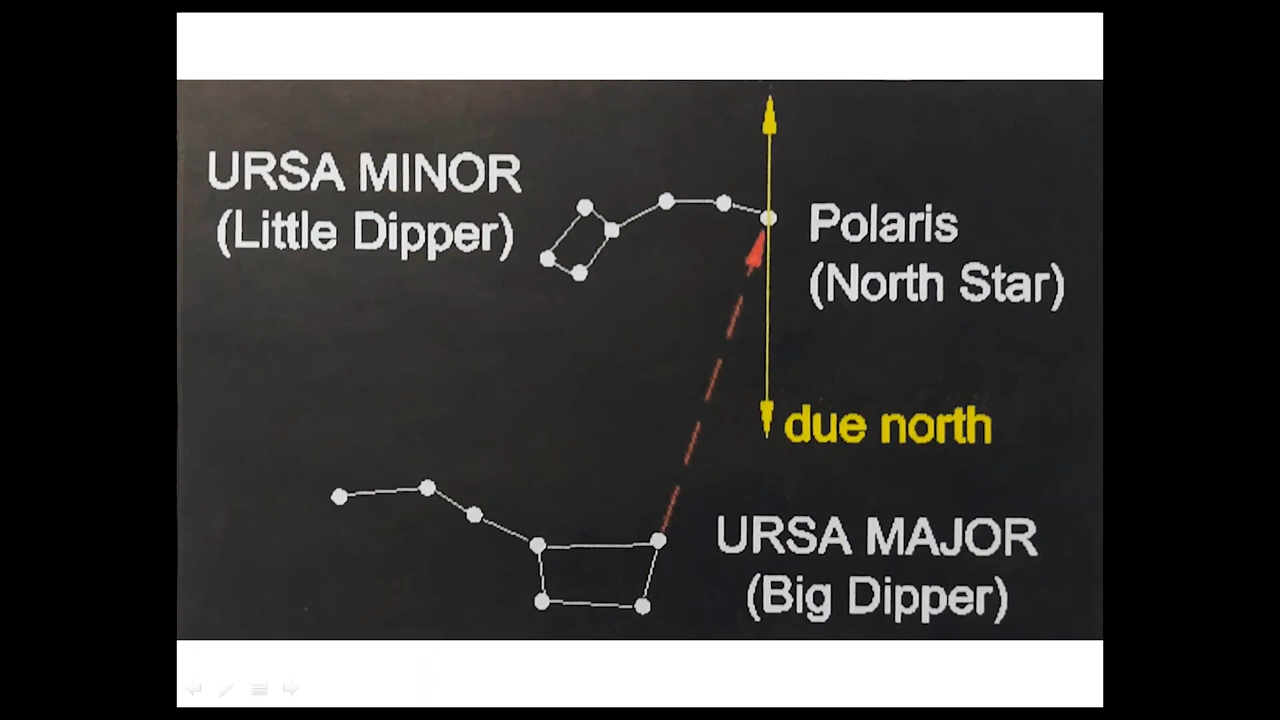 URSA MINOR
(Little Dipper)
Polaris
(North Star)
due north
URSA MAJOR
(Big Dipper)